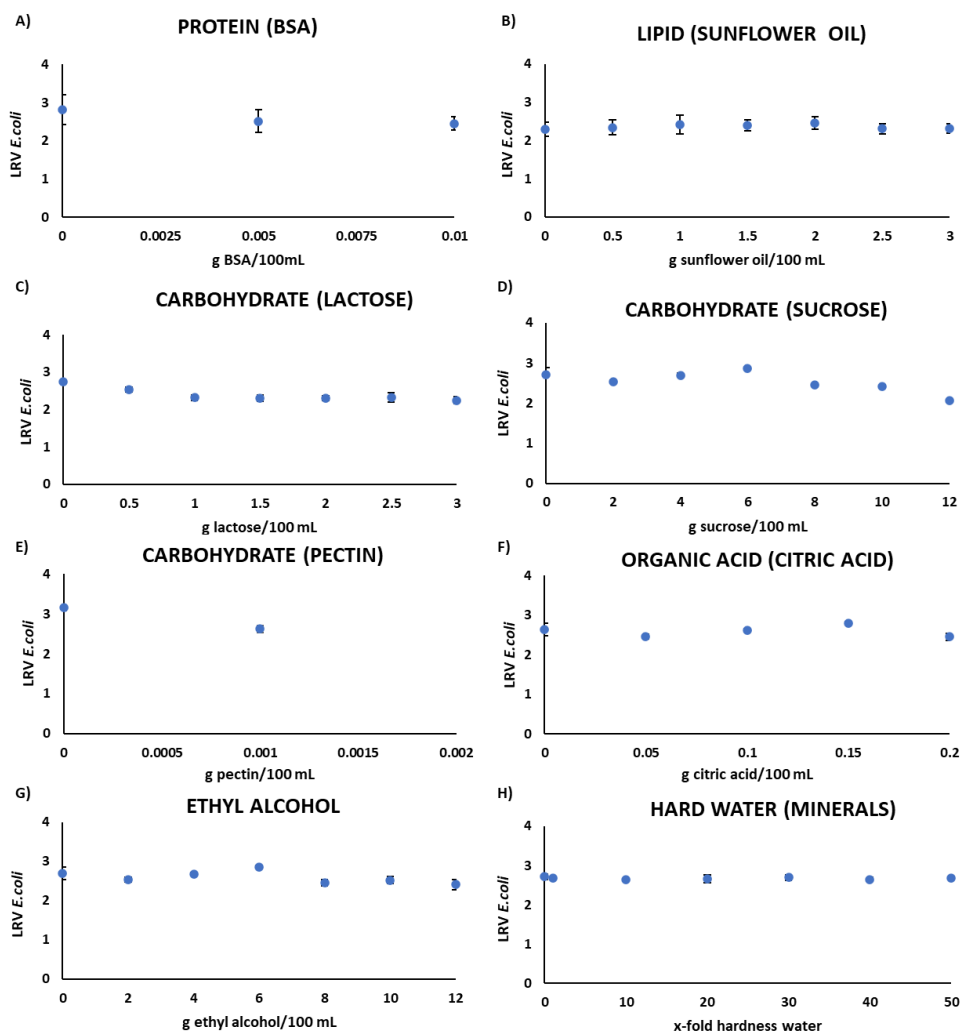 A)
PROTEIN (BSA)
4
3
2
1
0
LRV E.coli
0 0.0025 0.005 0.0075 0.01
g BSA/100mL
B)
LIPID (SUNFLOWER OIL)
4
3
2
1
0
LRV E.coli
0 0.5 1 1.5 2 2.5 3
g sunflower oil/100 mL
C)
CARBOHYDRATE (LACTOSE)
4
3
2
1
0
LRV E.coli
0 0.5 1 1.5 2 2.5 3
g lactose/100 mL
D)
CARBOHYDRATE (SUCROSE)
4
3
2
1
0
LRV E.coli
0 2 4 6 8 10 12
g sucrose/100 mL
E)
CARBOHYDRATE (PECTIN)
4
3
2
1
0
LRV E.coli
0 0.0005 0.001 0.0015 0.002
g pectin/100 mL
F)
ORGANIC ACID (CITRIC ACID)
4
3
2
1
0
LRV E.coli
0 0.05 0.1 0.15 0.2
g citric acid/100 mL
G)
ETHYL ALCOHOL
4
3
2
1
0
LRV E.coli
0 2 4 6 8 10 12
g ethyl alcohol/100 mL
H)
HARD WATER (MINERALS)
4
3
2
1
0
LRV E.coli
0 10 20 30 40 50
x-fold hardness water